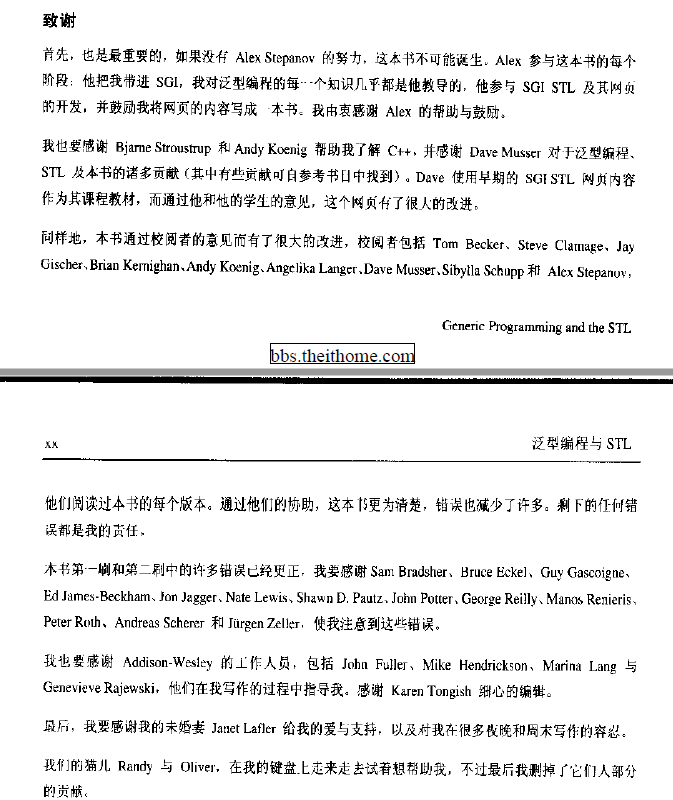 致谢
首先，也是最重要的，如果没有 Alex Stepanov 的努力，这本书不可能诞生。Alex 参与这本书的每个
阶段：他把我带进 SGI，我对泛型编程的每一个知识几乎都是他教导的，他参与 SGI STL 及其网页
的开发，并鼓励我将网页的内容写成一本书。我由衷感谢 Alex 的帮助与鼓励。
我也要感谢 Bjarne Stroustrup 和 Andy Koenig 帮助我了解 C++，并感谢 Dave Musser 对于泛型编程、
STL 及本书的诸多贡献（其中有些贡献可自参考书目中找到）。Dave 使用早期的 SGI STL 网页内容
作为其课程教材，而通过他和他的学生的意见，这个网页有了很大的改进。
同样地，本书通过校阅者的意见而有了很大的改进，校阅者包括 Tom Becker、Steve Clamage、Jay
Gischer、Brian Kernighan、Andy Koenig、Angelika Langer、Dave Musser、Sibylla Schupp 和 Alex Stepanov，
Generic Programming and the STL
bbs.theithome.com
xx 泛型编程与 STL
他们阅读过本书的每个版本。通过他们的协助，这本书更为清楚，错误也减少了许多。剩下的任何错
误都是我的责任。
本书第一刷和第二刷中的许多错误已经更正，我要感谢 Sam Bradsher、Bruce Eckel、Guy Gascoigne、
Ed James-Beckham、Jon Jagger、Nate Lewis、Shawn D. Pautz、John Potter、George Reilly、Manos Renieris、
Peter Roth、Andreas Scherer 和 Jürgen Zeller，使我注意到这些错误。
我也要感谢 Addison-Wesley 的工作人员，包括 John Fuller、Mike Hendrickson、Marina Lang 与
Genevieve Rajewski，他们在我写作的过程中指导我。感谢 Karen Tongish 细心的编辑。
最后，我要感谢我的未婚妻 Janet Lafler 给我的爱与支持，以及对我在很多夜晚和周末写作的容忍。
我们的猫儿 Randy 与 Oliver，在我的键盘上走来走去试着想帮助我，不过最后我删掉了它们大部分
的贡献。